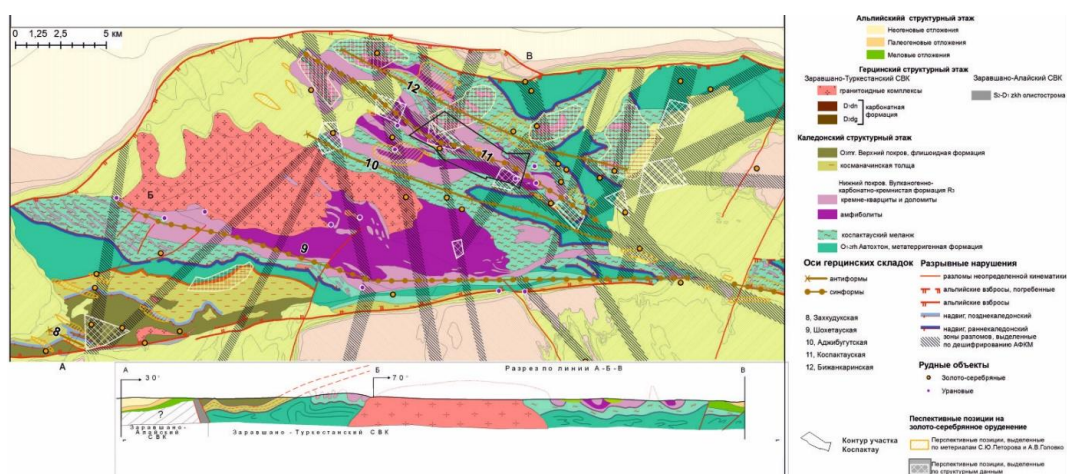 0 1,25 2,5 5 км
В
12
11
10
Б
9
8
А
А
30°
Б
70°
Разрез по линии А-Б-В
В
?
Заравшано-
Алайский
СВК
Заравшано-Туркестанский СВК
Альпийский структурный этаж
Неогеновые отложения
Палеогеновые отложения
Меловые отложения
Герцинский структурный этаж
Заравшано-Туркестанский СВК
гранитоидные комплексы
карбонатная
формация
Заравшано-Алайский СВК
олистострома
Каледонский структурный этаж
Верхний покров, флишоидная формация
косманачинская толща
Нижний покров. Вулканогенно-
карбонатно-кремнистая формация R3
кремне-кварциты и доломиты
амфиболиты
коспактауский меланж
Автохтон, метатерригенная формация
Оси герцинских складок
антиформы
синформы
8, Заххудукская
9, Шохетауская
10, Аджибугутская
11, Коспактауская
12, Бижанкаринская
Разрывные нарушения
разломы неопределенной кинематики
альпийские взбросы, погребенные
альпийские взбросы
надвиг, позднекаледонский
надвиг, раннекаледонский
зоны разломов, выделенные
по дешифрированию АФКМ
Рудные объекты
Золото-серебряные
Урановые
Песпективные позиции на
золото-серебрянное оруденение
Перспективные позиции, выделенные
по материалам С.Ю.Петорова и А.В.Головко
Перспективные позиции, выделенные
по структурным данным
Контур участка
Коспактау